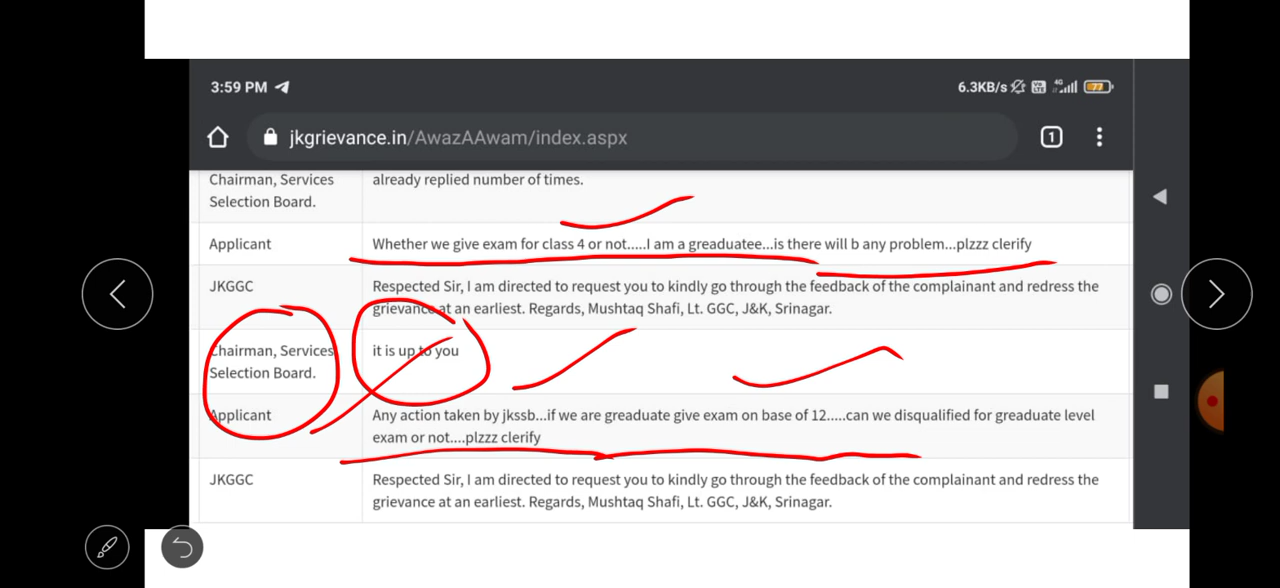 3:59 PM
6.3KB/s 4G 77
jkgrievance.in/AwazAAwam/index.aspx
1
Chairman, Services
Selection Board.
already replied number of times.
Applicant
Whether we give exam for class 4 or not.....I am a greaduatee...is there will b any problem...plzzz clerify
JKGGC
Respected Sir, I am directed to request you to kindly go through the feedback of the complainant and redress the
grievance at an earliest. Regards, Mushtaq Shafi, Lt. GGC, J&K, Srinagar.
Chairman, Services
Selection Board.
it is up to you
Applicant
Any action taken by jkssb...if we are greaduate give exam on base of 12.....can we disqualified for greaduate level
exam or not....plzzz clerify
JKGGC
Respected Sir, I am directed to request you to kindly go through the feedback of the complainant and redress the
grievance at an earliest. Regards, Mushtaq Shafi, Lt. GGC, J&K, Srinagar.